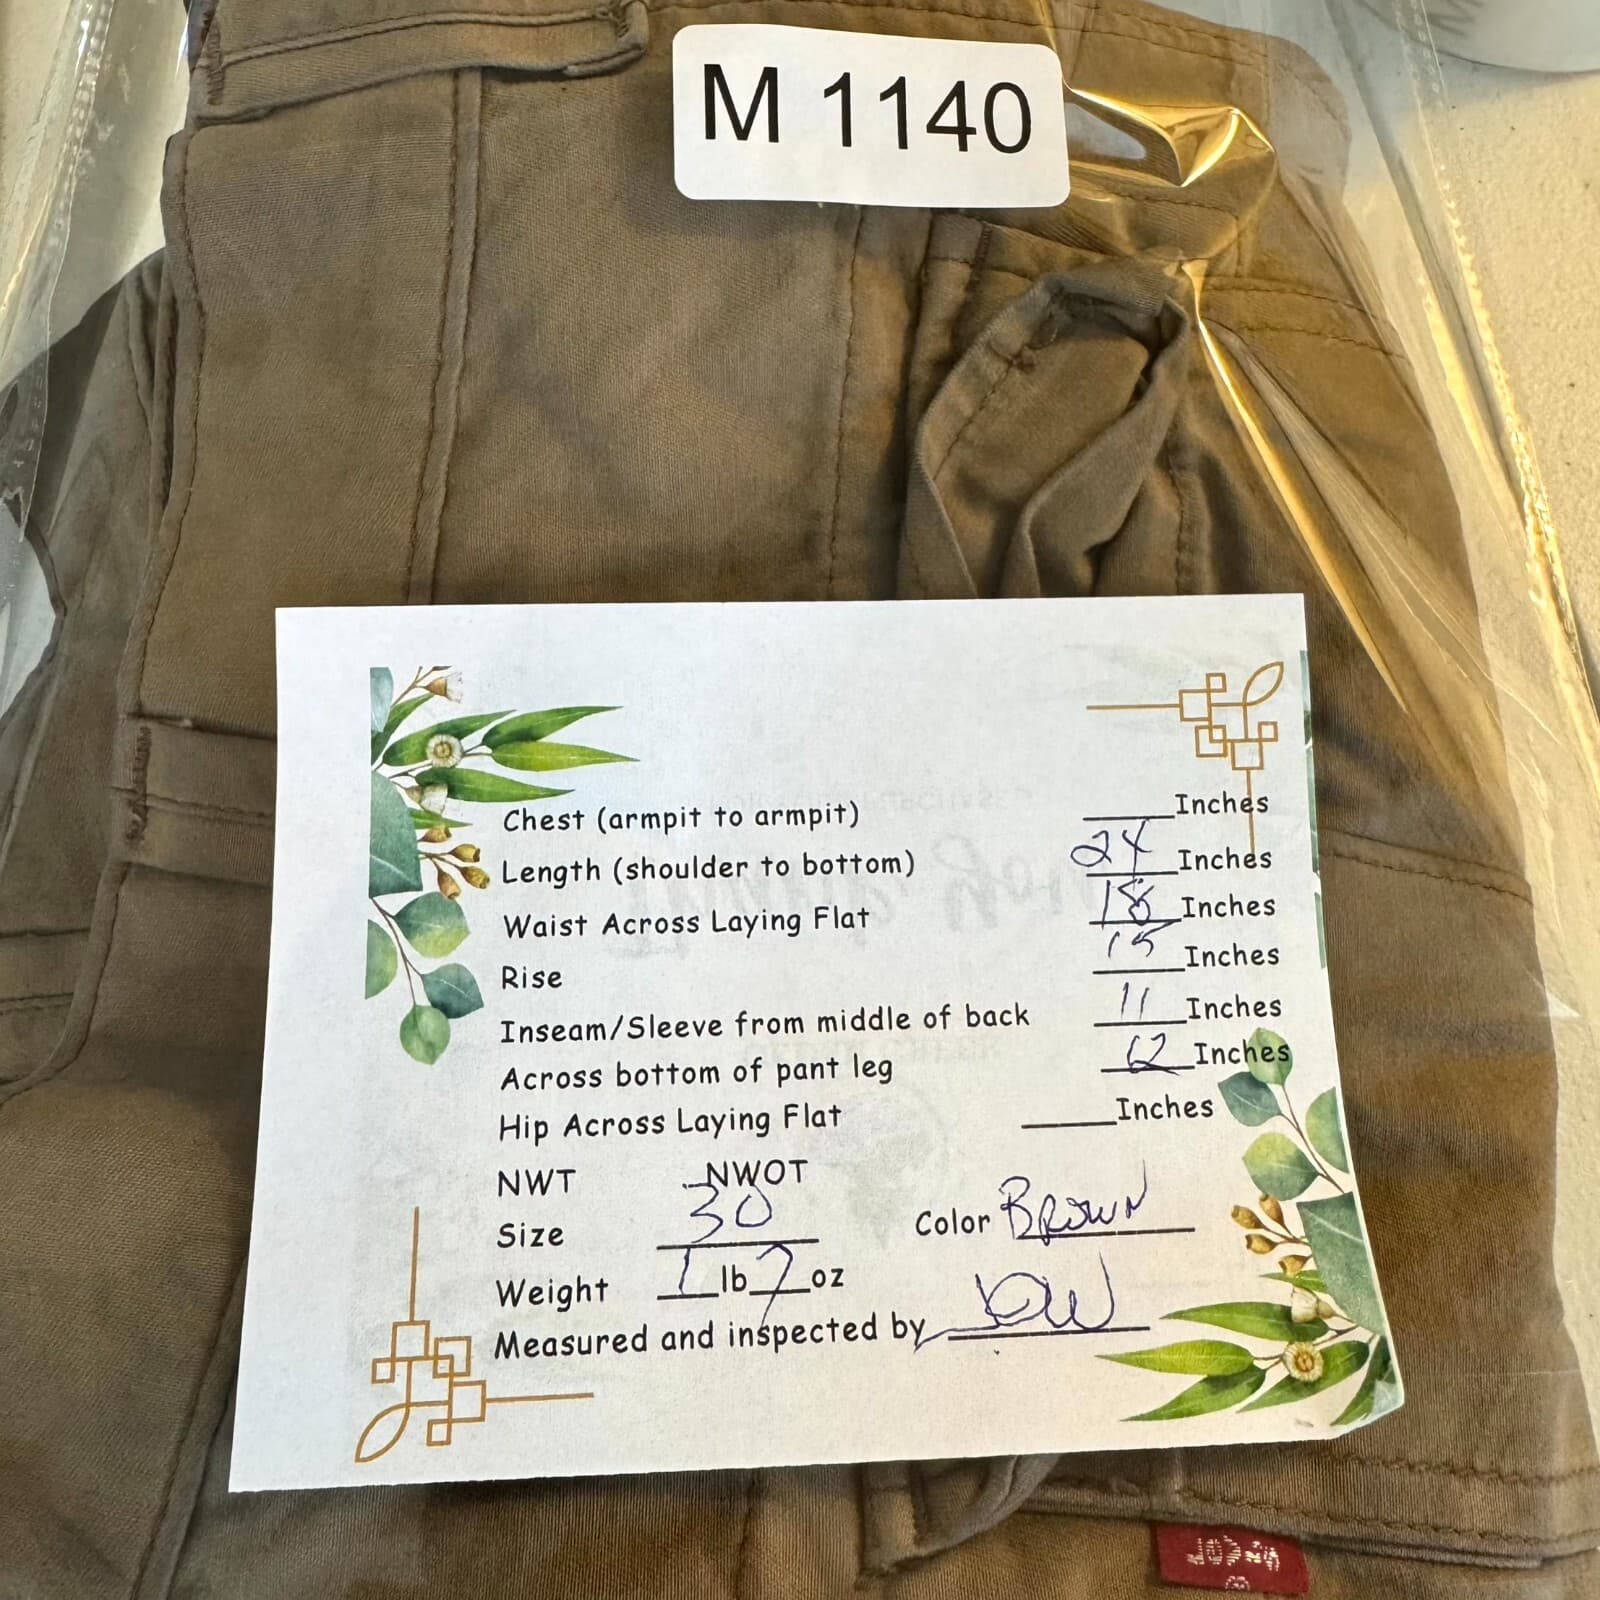 M 1140
Chest (armpit to armpit) ____Inches
Length (shoulder to bottom) 24 Inches
Waist Across Laying Flat 18 Inches
Rise 15 Inches
Inseam/Sleeve from middle of back 11 Inches
Across bottom of pant leg 12 Inches
Hip Across Laying Flat ____Inches
NWT NWOT
Size 30 Color Brown
Weight 1 lb 7 oz
Measured and inspected by